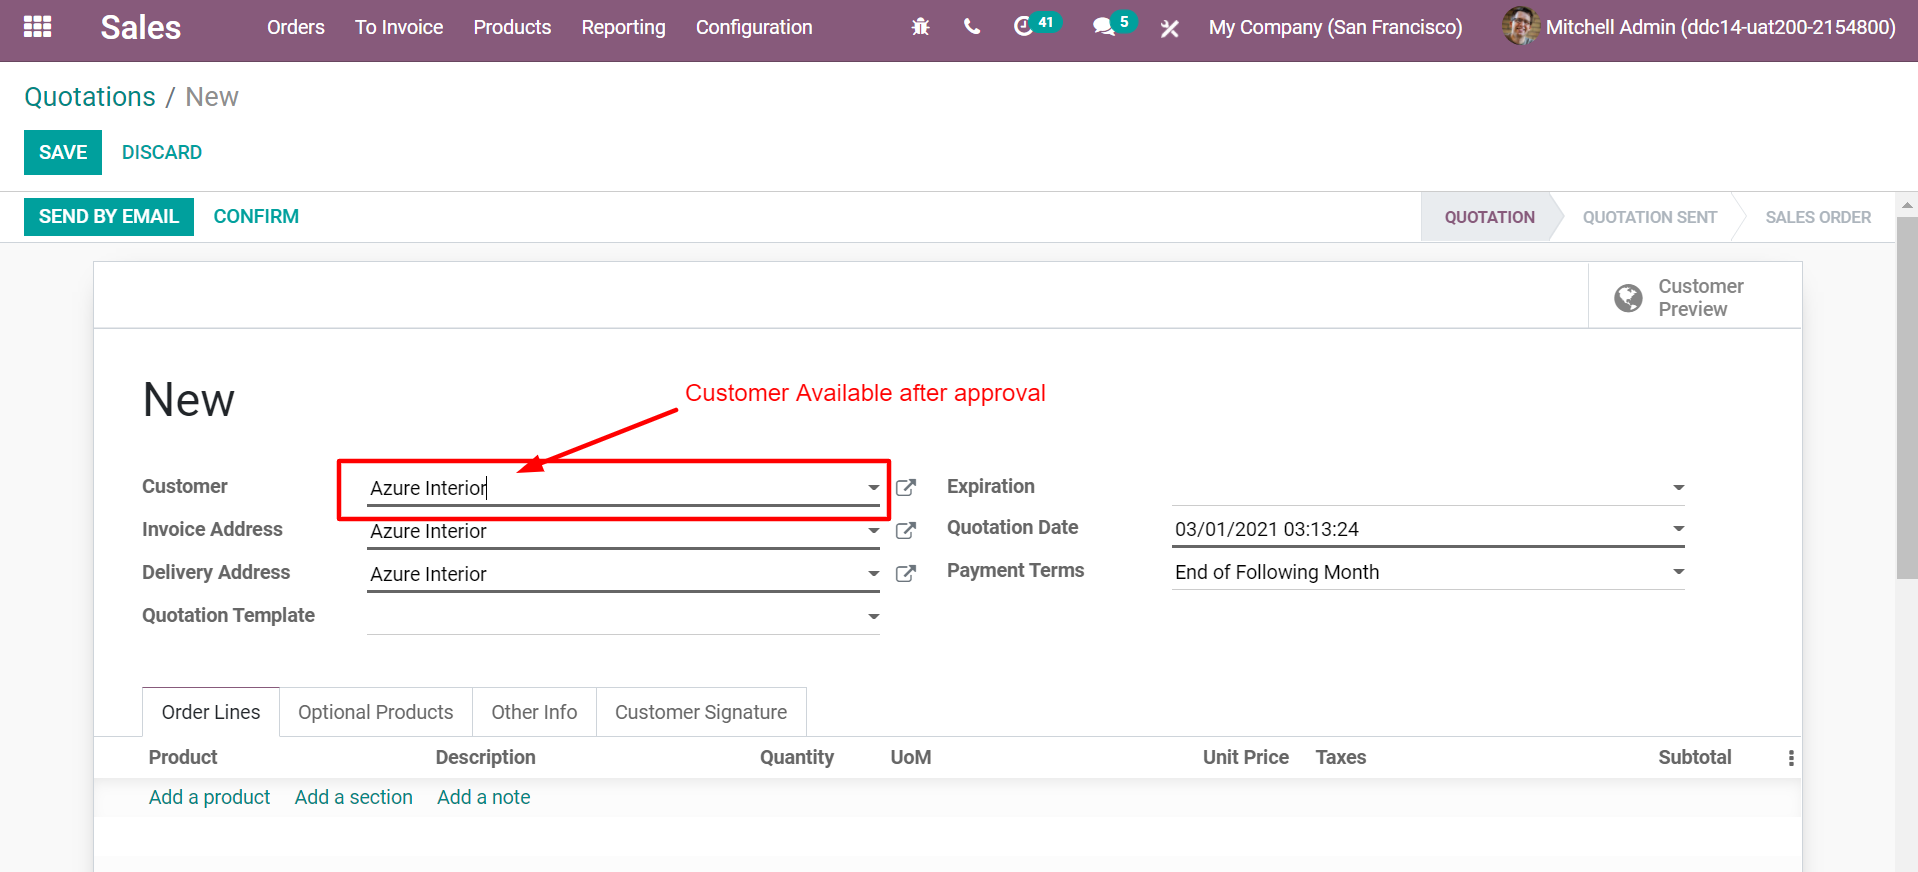 Sales Orders To Invoice Products Reporting Configuration 41 5 My Company (San Francisco) Mitchell Admin (ddc14-uat200-2154800)
Quotations / New
SAVE DISCARD
SEND BY EMAIL CONFIRM QUOTATION QUOTATION SENT SALES ORDER
Customer
Preview
New
Customer Available after approval
Customer Azure Interior Expiration
Invoice Address Azure Interior Quotation Date 03/01/2021 03:13:24
Delivery Address Azure Interior Payment Terms End of Following Month
Quotation Template
Order Lines Optional Products Other Info Customer Signature
Product Description Quantity UoM Unit Price Taxes Subtotal
Add a product Add a section Add a note